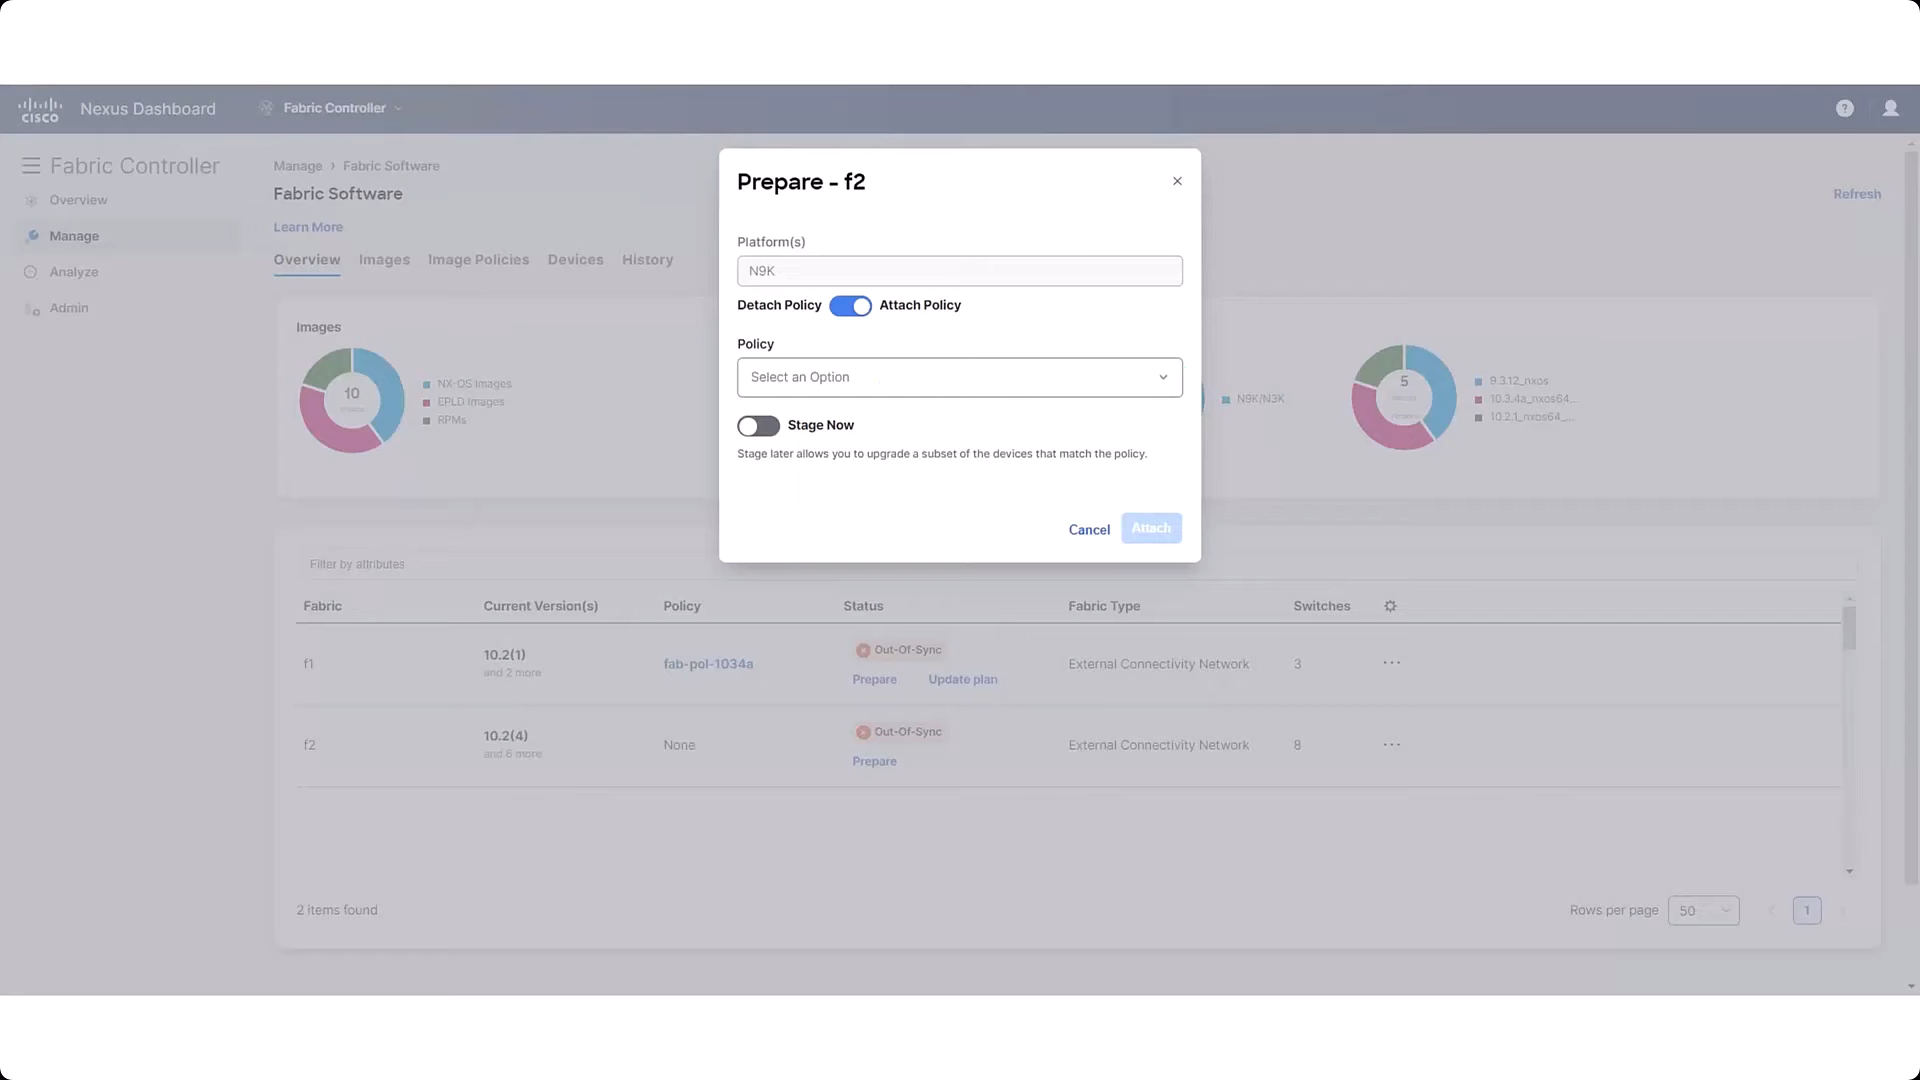 CISCO
Nexus Dashboard
Fabric Controller
?
Fabric Controller
Overview
Manage
Analyze
Admin
Manage › Fabric Software
Fabric Software
Refresh
Learn More
Overview Images Image Policies Devices History
Images
10
NX-OS Images
EPLD Images
RPMs
N9K/N3K
5
9.3.12_nxos
10.3.4a_nxos64_...
10.2.1_nxos64_...
Prepare - f2
Platform(s)
N9K
Detach Policy Attach Policy
Policy
Select an Option
Stage Now
Stage later allows you to upgrade a subset of the devices that match the policy.
Cancel Attach
Filter by attributes
Fabric Current Version(s) Policy Status Fabric Type Switches
f1 10.2(1) and 2 more fab-pol-1034a Out-Of-Sync Prepare Update plan External Connectivity Network 3 ...
f2 10.2(4) and 6 more None Out-Of-Sync Prepare External Connectivity Network 8 ...
2 items found
Rows per page 50 1